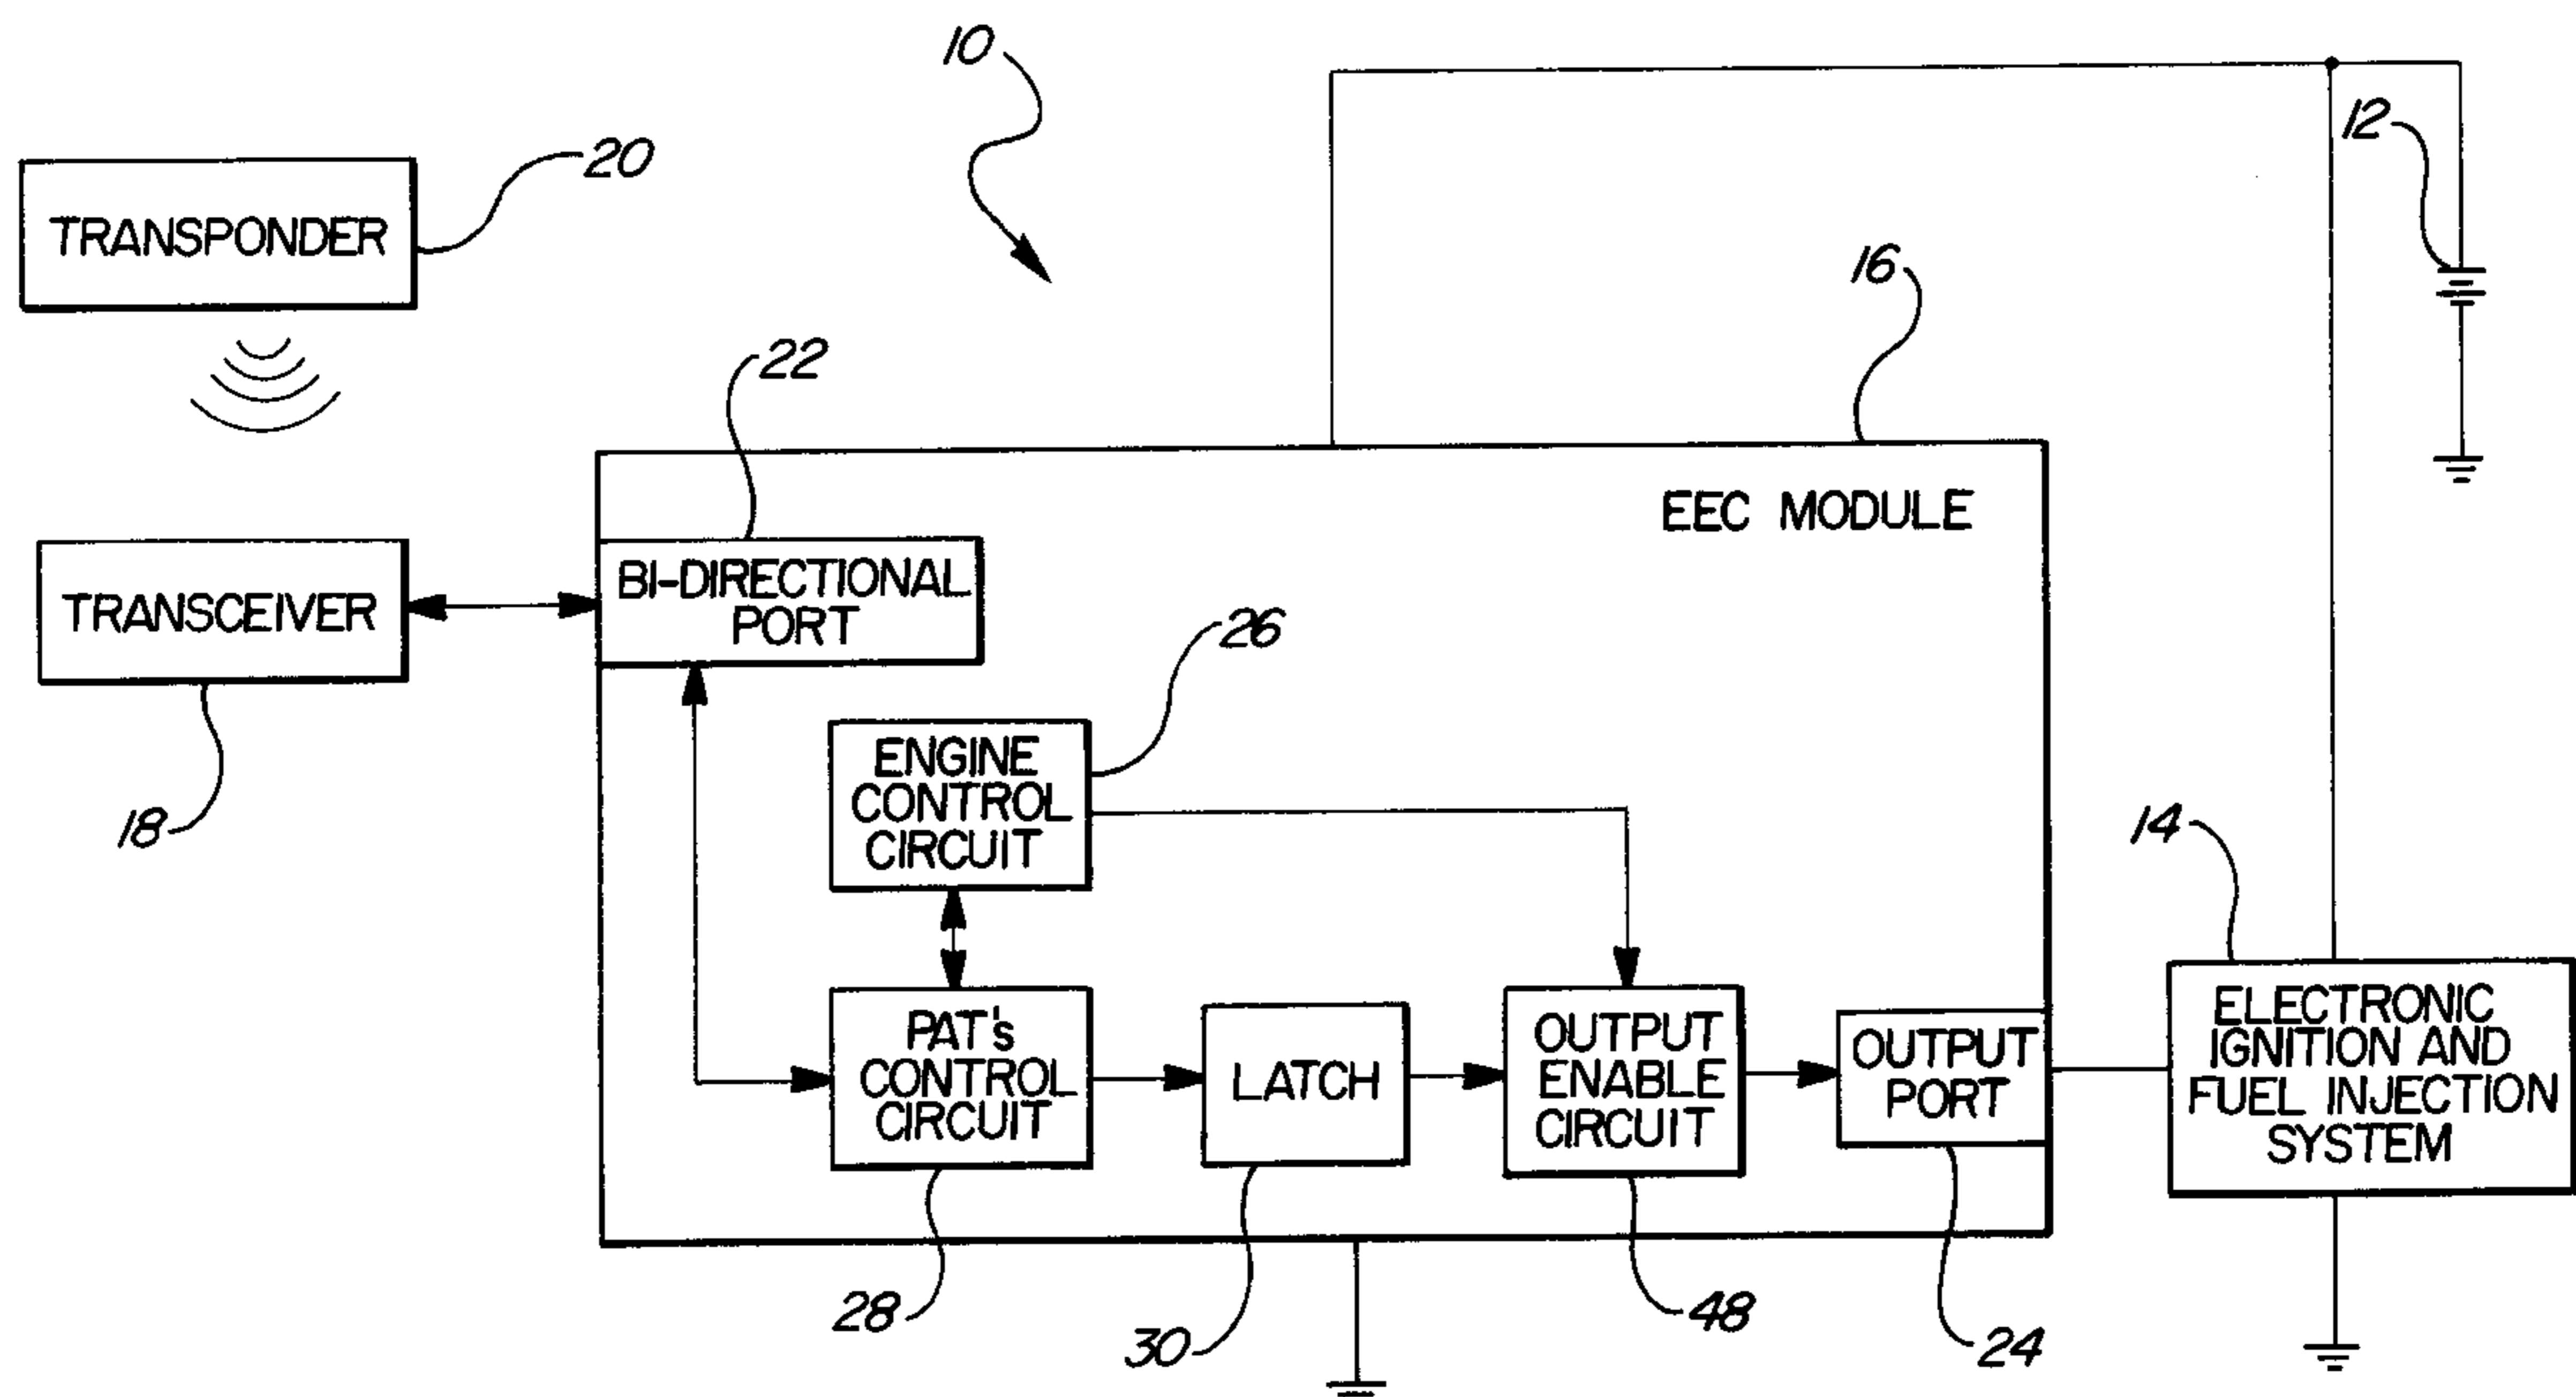 10
12
20
TRANSPONDER
16
22
EEC MODULE
BI-DIRECTIONAL
PORT
TRANSCEIVER
26
18
ENGINE
CONTROL
CIRCUIT
14
PAT's
CONTROL
CIRCUIT
LATCH
OUTPUT
ENABLE
CIRCUIT
OUTPUT
PORT
ELECTRONIC
IGNITION AND
FUEL INJECTION
SYSTEM
28
30
48
24